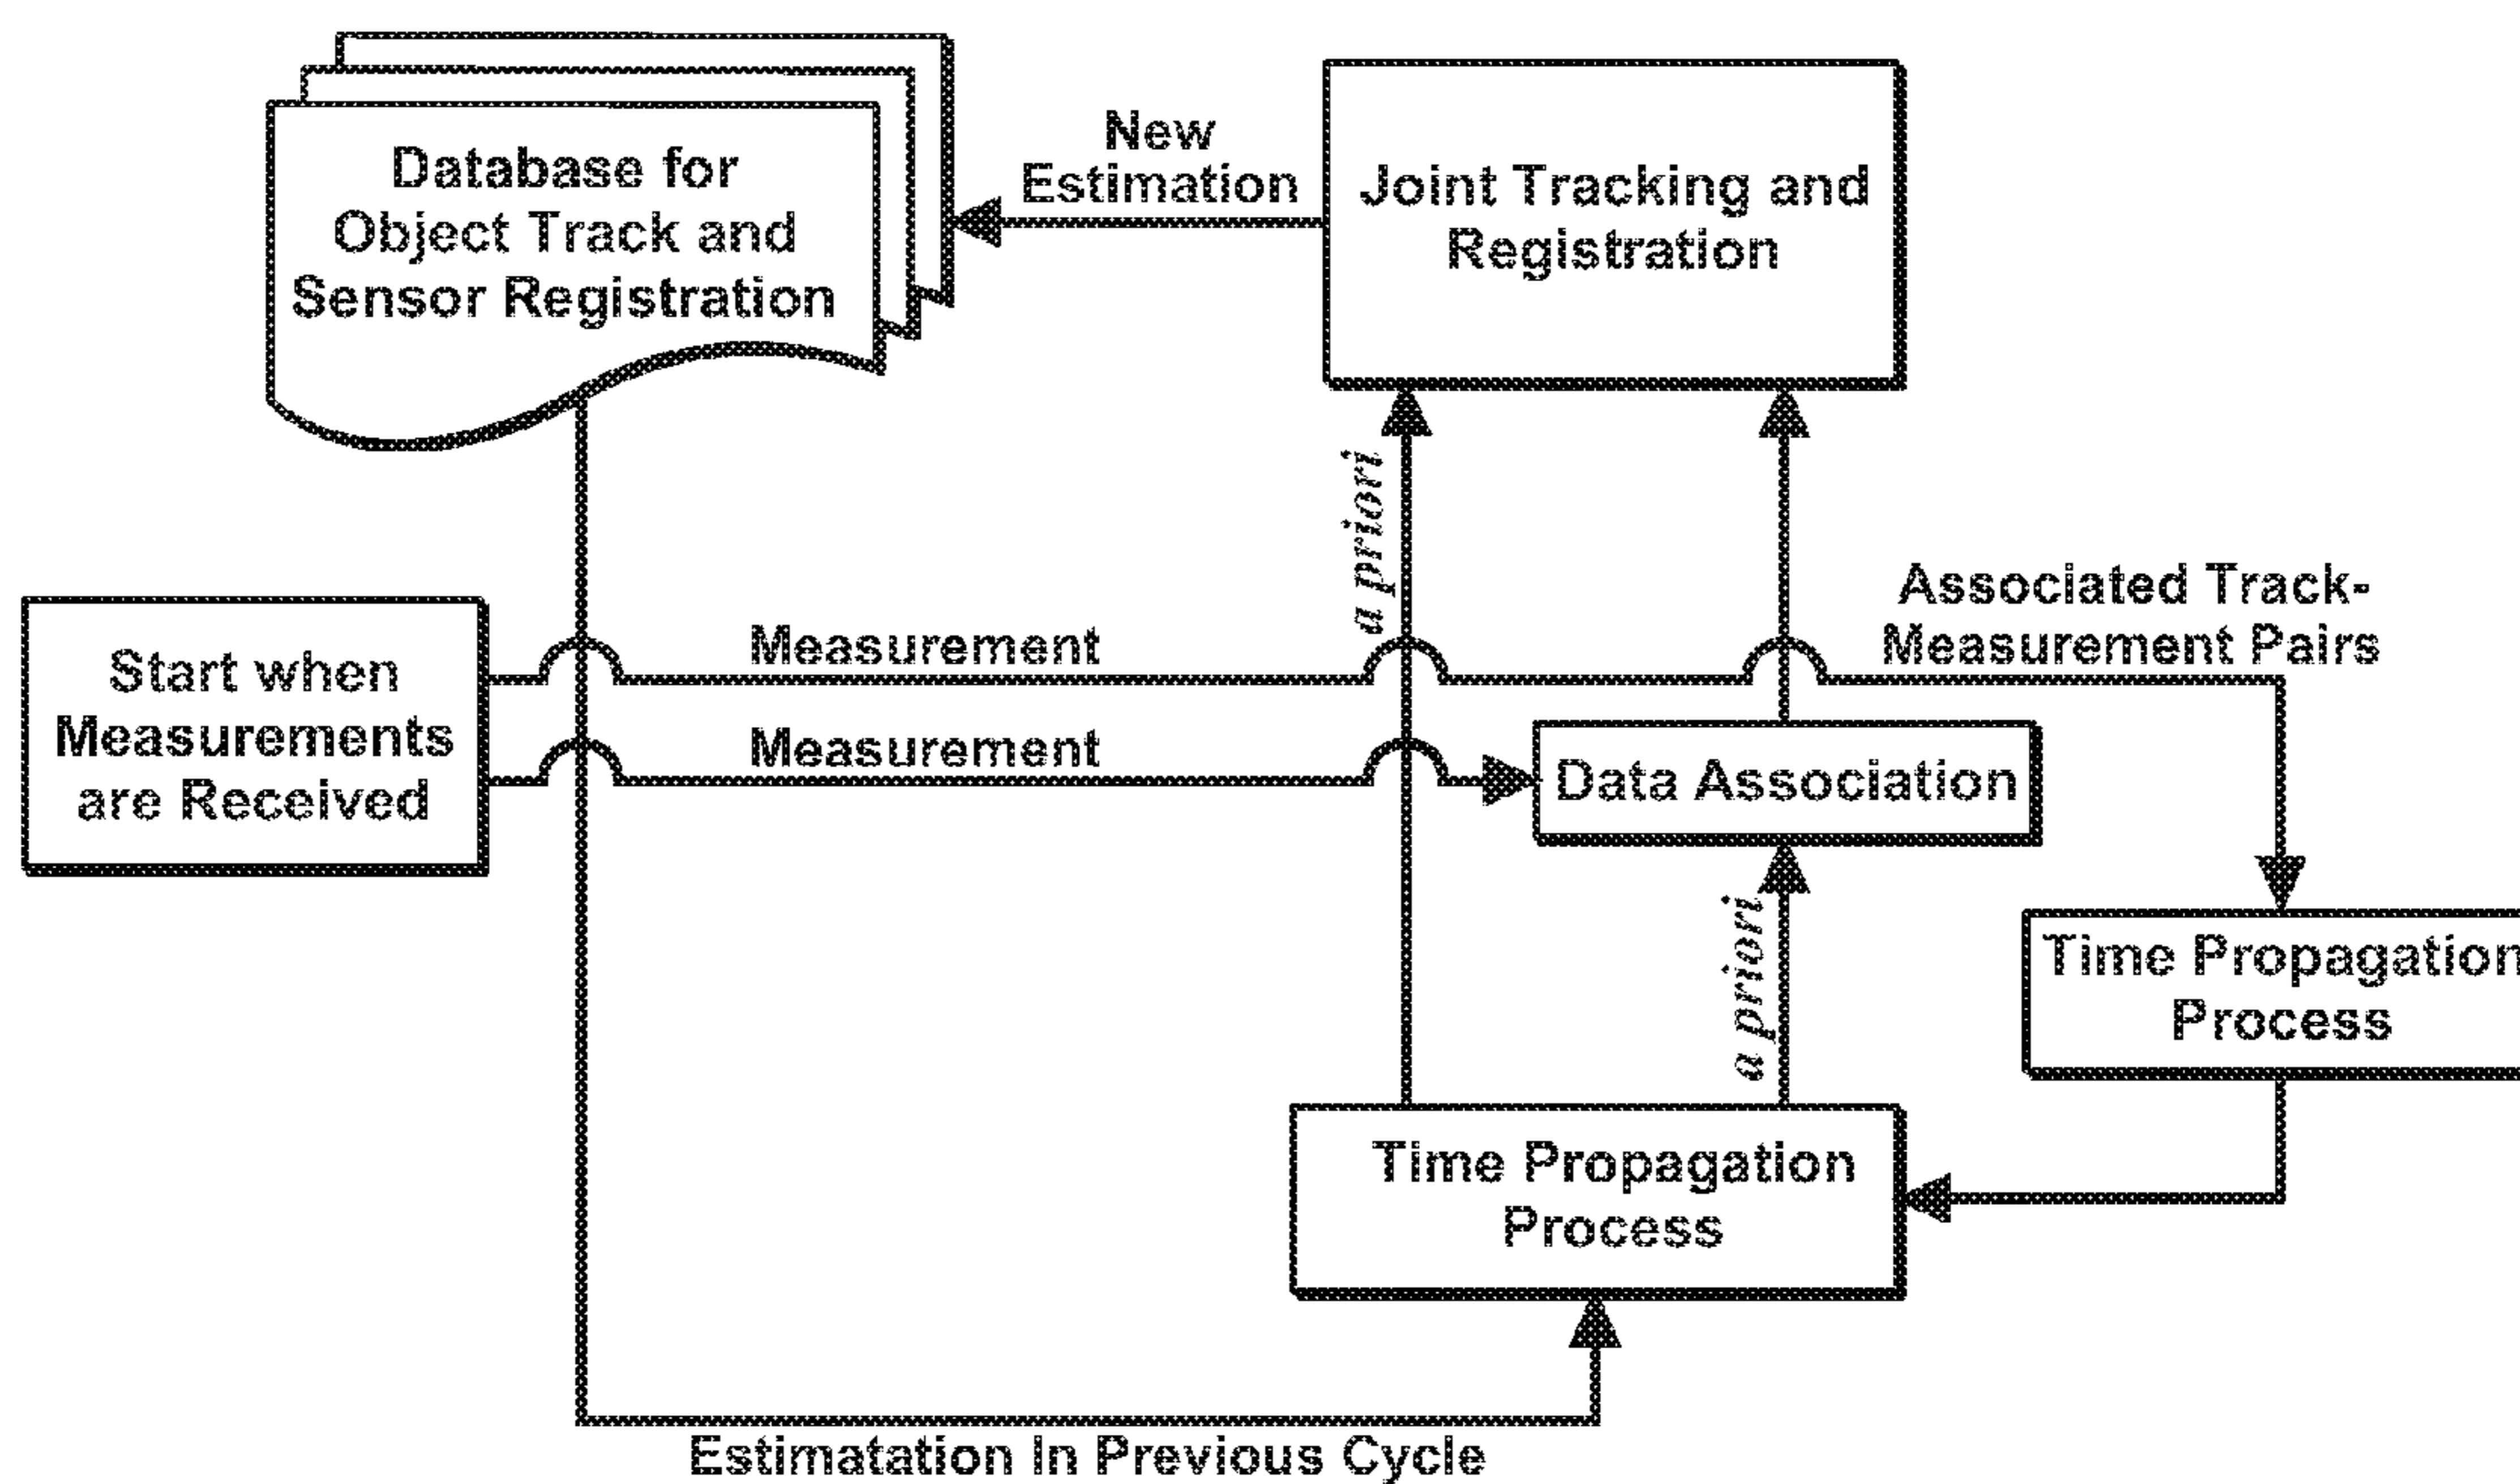 Database for
Object Track and
Sensor Registration
New
Estimation
Joint Tracking and
Registration
a priori
Associated Track-
Measurement Pairs
Start when
Measurements
are Received
Measurement
Measurement
Data Association
a priori
Time Propagation
Process
Time Propagation
Process
Estimatation In Previous Cycle